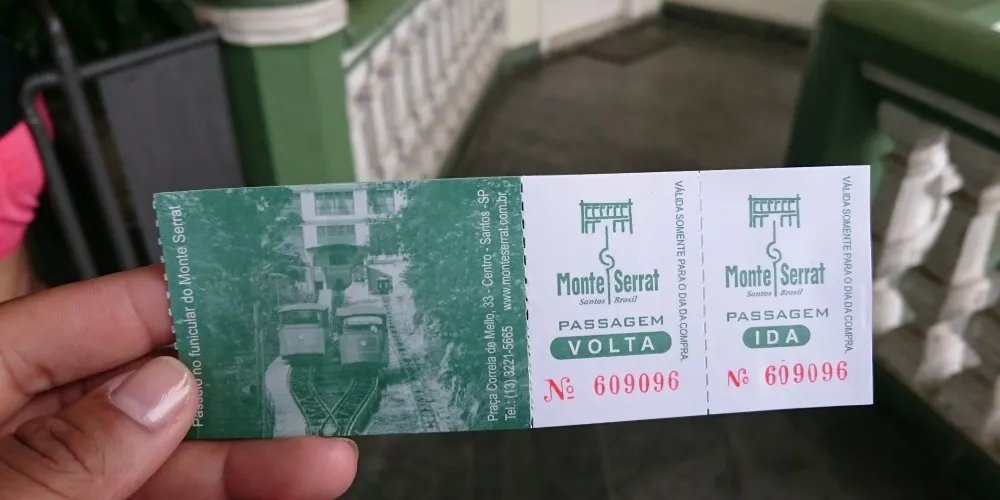 Passeio no funicular do Monte Serrat
Praça Correia de Mello, 33 - Centro - Santos - SP
Tel.: (13) 3221-5665 www.monteserrat.com.br
Monte Serrat
Santos Brasil
PASSAGEM
VOLTA
Nº 609096
VÁLIDA SOMENTE PARA O DIA DA COMPRA.
Monte Serrat
Santos Brasil
PASSAGEM
IDA
Nº 609096
VÁLIDA SOMENTE PARA O DIA DA COMPRA.